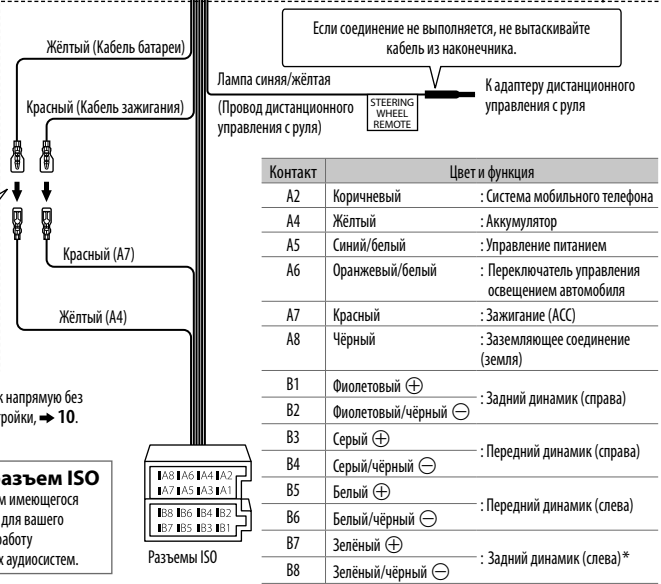 Если соединение не выполняется, не вытаскивайте
кабель из наконечника.
Жёлтый (Кабель батареи)
Лампа синяя/жёлтая
К адаптеру дистанционного
управления с руля
Красный (Кабель зажигания)
(Провод дистанционного
управления с руля)
STEERING
WHEEL
REMOTE
Красный (A7)
Жёлтый (A4)
Контакт Цвет и функция
A2 Коричневый : Система мобильного телефона
A4 Жёлтый : Аккумулятор
A5 Синий/белый : Управление питанием
A6 Оранжевый/белый : Переключатель управления
освещением автомобиля
A7 Красный : Зажигание (ACC)
A8 Чёрный : Заземляющее соединение
(земля)
B1 Фиолетовый ⊕ : Задний динамик (справа)
B2 Фиолетовый/чёрный ⊖
B3 Серый ⊕ : Передний динамик (справа)
B4 Серый/чёрный ⊖
B5 Белый ⊕ : Передний динамик (слева)
B6 Белый/чёрный ⊖
B7 Зелёный ⊕ : Задний динамик (слева)*
B8 Зелёный/чёрный ⊖
к напрямую без
тройки, ➡ 10.
разъем ISO
м имеющегося
для вашего
работу
х аудиосистем.
A8 A6 A4 A2
A7 A5 A3 A1
B8 B6 B4 B2
B7 B5 B3 B1
Разъемы ISO